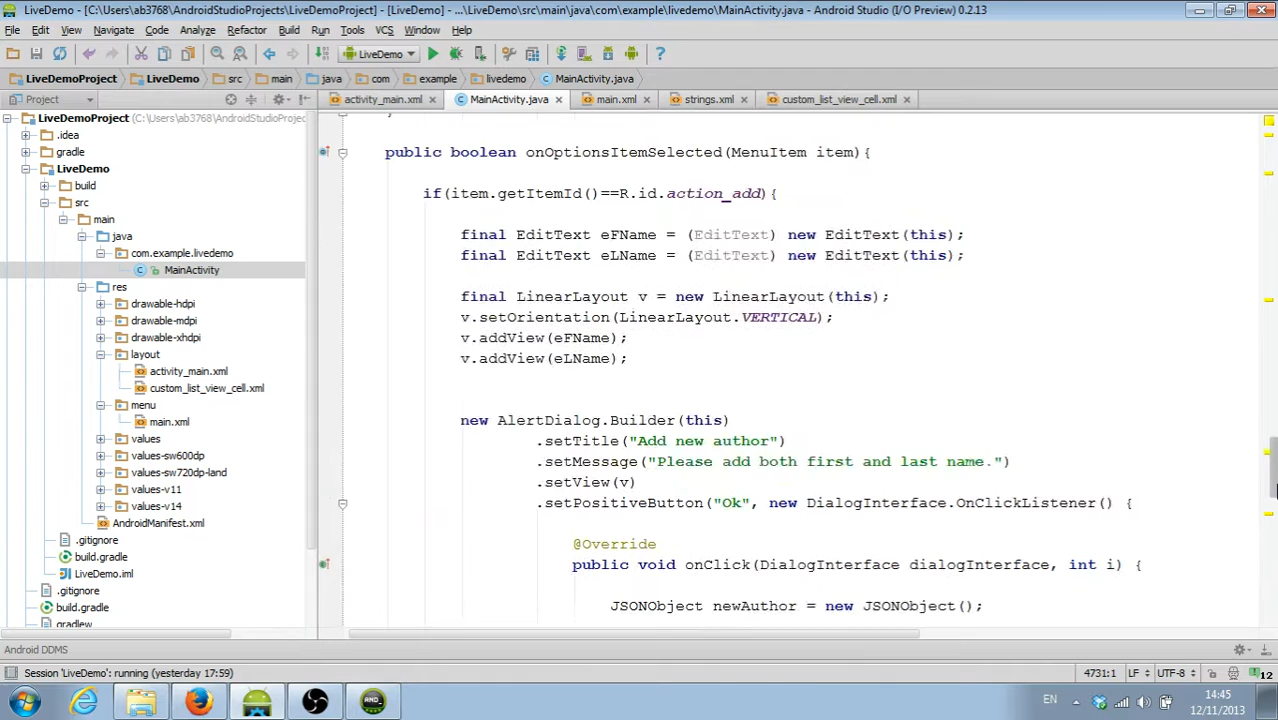 LiveDemo - [C:\Users\ab3768\AndroidStudioProjects\LiveDemoProject] - [LiveDemo] - ...\LiveDemo\src\main\java\com\example\livedemo\MainActivity.java - Android Studio (I/O Preview) 0.2.13
File Edit View Navigate Code Analyze Refactor Build Run Tools VCS Window Help
LiveDemo
LiveDemoProject LiveDemo src main java com example livedemo MainActivity.java
Project activity_main.xml MainActivity.java main.xml strings.xml custom_list_view_cell.xml
LiveDemoProject (C:\Users\ab3768\AndroidStudioProjec
.idea
gradle
LiveDemo
build
src
main
java
com.example.livedemo
MainActivity
res
drawable-hdpi
drawable-mdpi
drawable-xhdpi
layout
activity_main.xml
custom_list_view_cell.xml
menu
main.xml
values
values-sw600dp
values-sw720dp-land
values-v11
values-v14
AndroidManifest.xml
.gitignore
build.gradle
LiveDemo.iml
.gitignore
build.gradle
gradlew
}
public boolean onOptionsItemSelected(MenuItem item){
if(item.getItemId()==R.id.action_add){
final EditText eFName = (EditText) new EditText(this);
final EditText eLName = (EditText) new EditText(this);
final LinearLayout v = new LinearLayout(this);
v.setOrientation(LinearLayout.VERTICAL);
v.addView(eFName);
v.addView(eLName);
new AlertDialog.Builder(this)
.setTitle("Add new author")
.setMessage("Please add both first and last name.")
.setView(v)
.setPositiveButton("Ok", new DialogInterface.OnClickListener() {
@Override
public void onClick(DialogInterface dialogInterface, int i) {
JSONObject newAuthor = new JSONObject();
Android DDMS
Session 'LiveDemo': running (yesterday 17:59) 4731:1 LF UTF-8 12
EN 14:45
12/11/2013